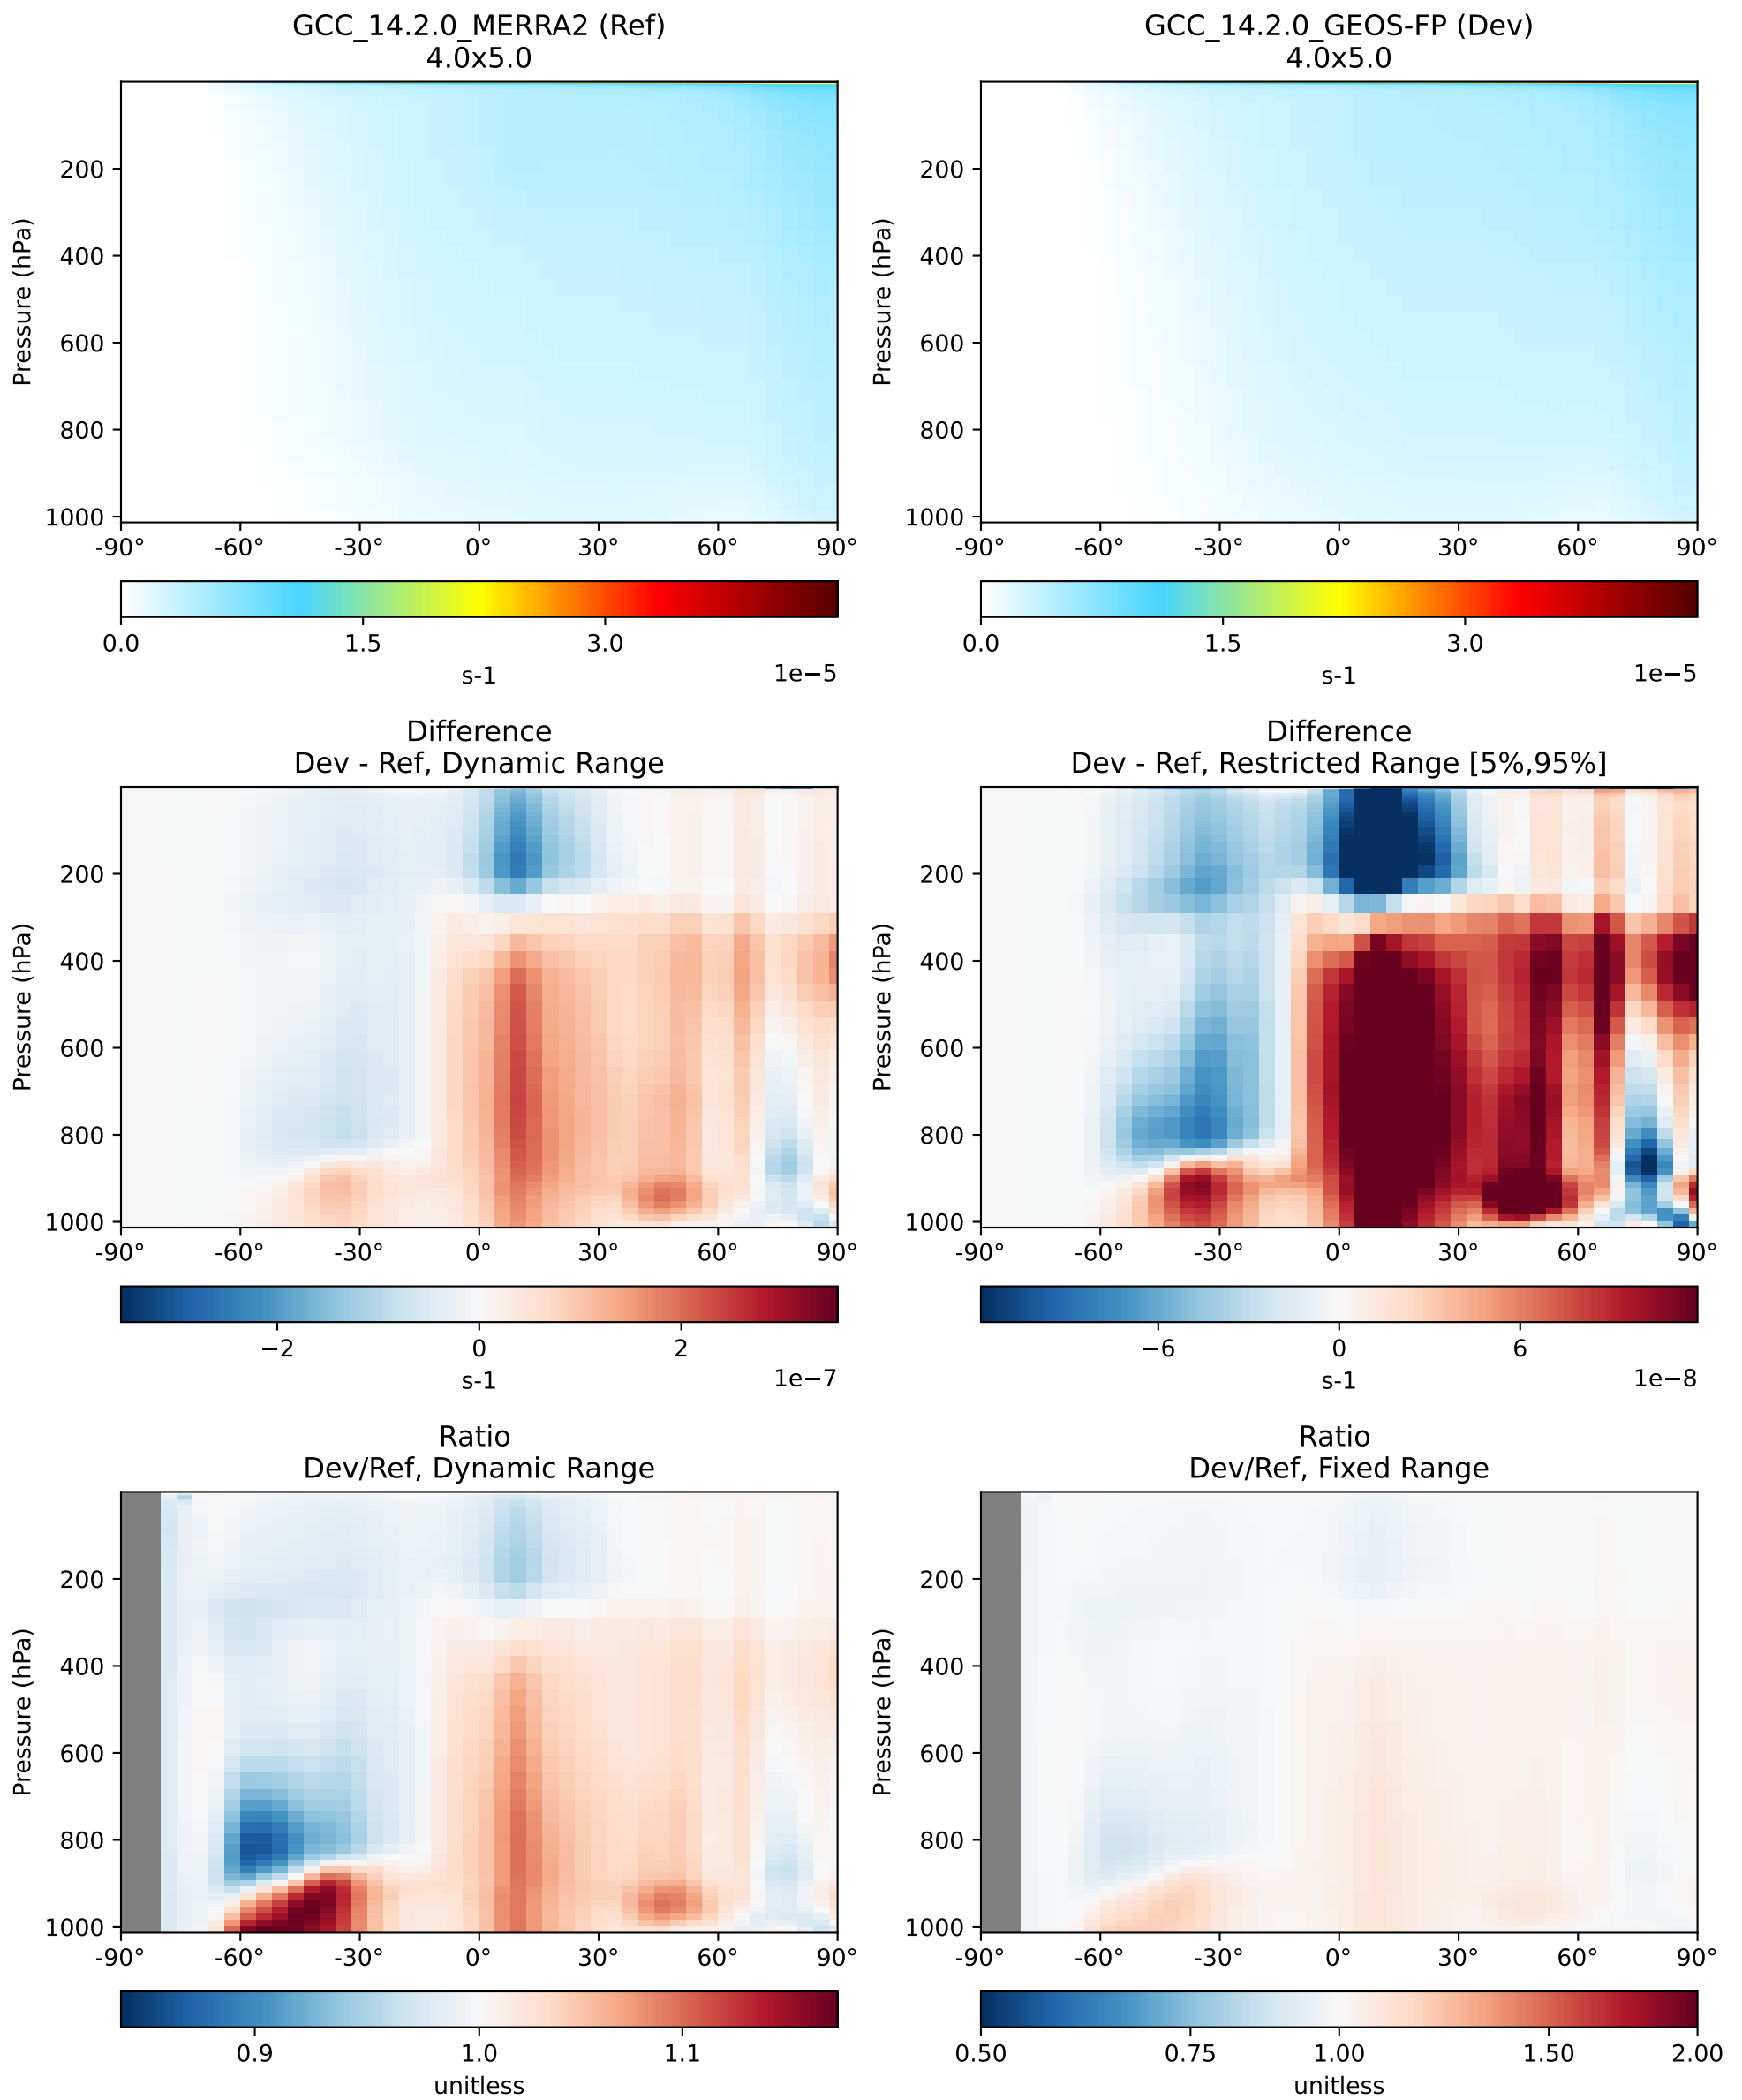 GCC_14.2.0_MERRA2 (Ref)
4.0x5.0
Pressure (hPa)
200
400
600
800
1000
-90° -60° -30° 0° 30° 60° 90°
0.0 1.5 3.0
s-1 1e−5
GCC_14.2.0_GEOS-FP (Dev)
4.0x5.0
Pressure (hPa)
200
400
600
800
1000
-90° -60° -30° 0° 30° 60° 90°
0.0 1.5 3.0
s-1 1e−5
Difference
Dev - Ref, Dynamic Range
Pressure (hPa)
200
400
600
800
1000
-90° -60° -30° 0° 30° 60° 90°
−2 0 2
s-1 1e−7
Difference
Dev - Ref, Restricted Range [5%,95%]
Pressure (hPa)
200
400
600
800
1000
-90° -60° -30° 0° 30° 60° 90°
−6 0 6
s-1 1e−8
Ratio
Dev/Ref, Dynamic Range
Pressure (hPa)
200
400
600
800
1000
-90° -60° -30° 0° 30° 60° 90°
0.9 1.0 1.1
unitless
Ratio
Dev/Ref, Fixed Range
Pressure (hPa)
200
400
600
800
1000
-90° -60° -30° 0° 30° 60° 90°
0.50 0.75 1.00 1.50 2.00
unitless